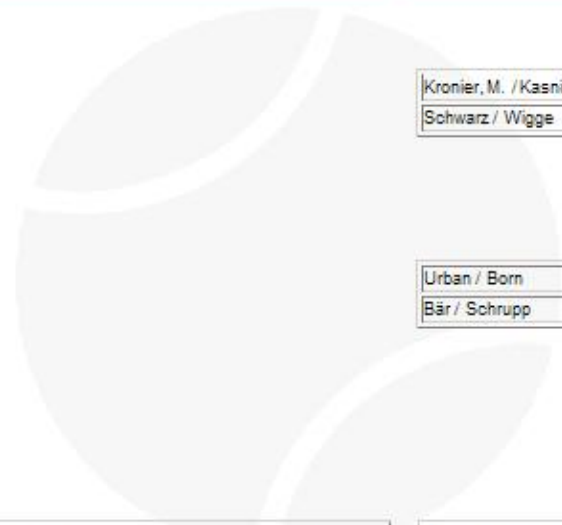 Kronier, M. / Kasni
Schwarz / Wigge
Urban / Born
Bär / Schrupp